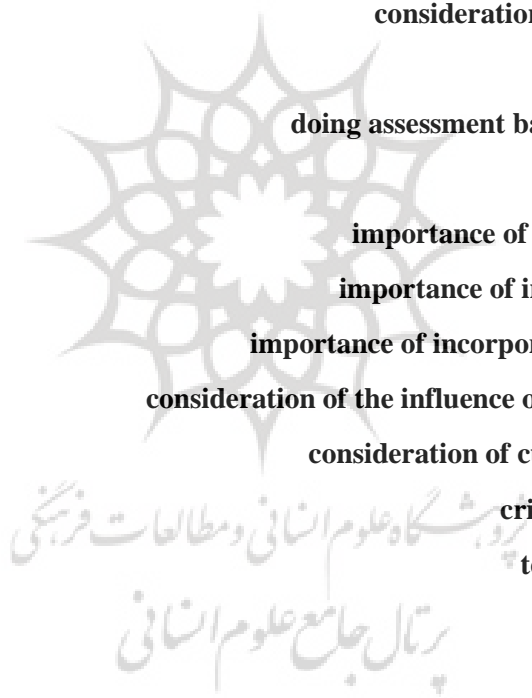 consideration
doing assessment ba
importance of
importance of in
importance of incorpor
consideration of the influence o
consideration of c
cri
پژوهشگاه علوم انسانی و مطالعات فرهنگی
t
پرتال جامع علوم انسانی